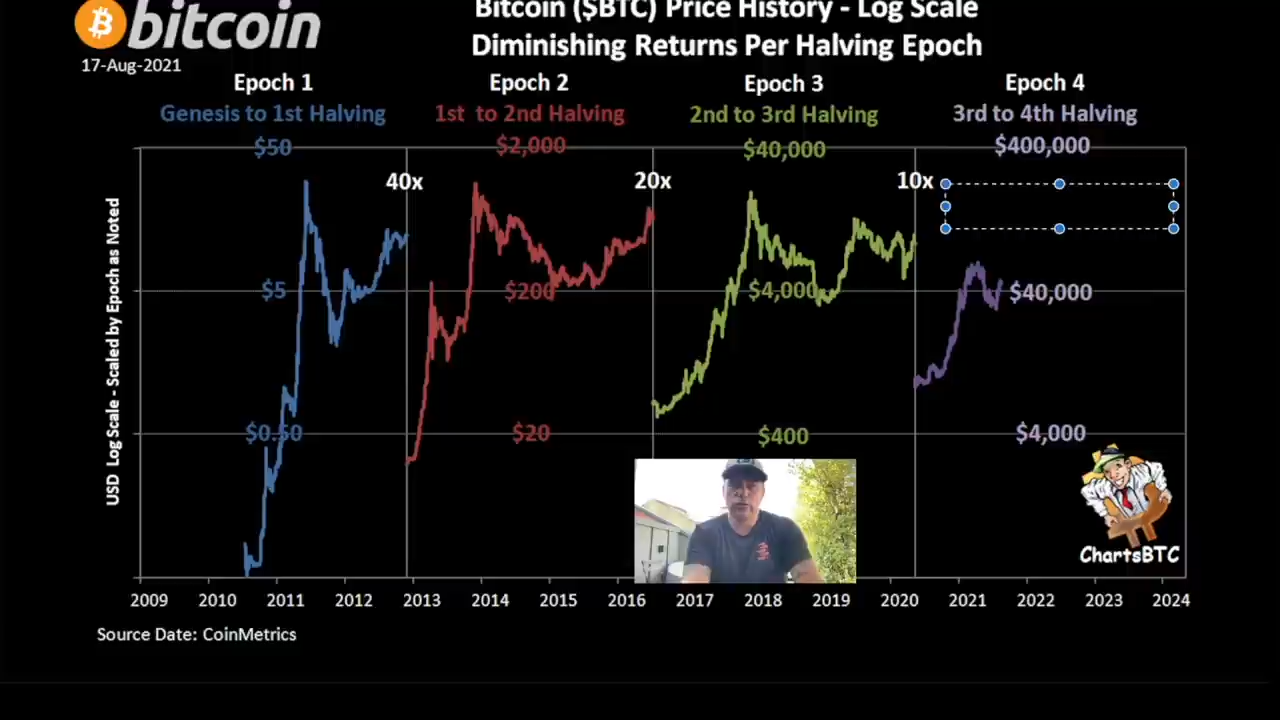 bitcoin
17-Aug-2021
Bitcoin ($BTC) Price History - Log Scale
Diminishing Returns Per Halving Epoch
Epoch 1 Epoch 2 Epoch 3 Epoch 4
Genesis to 1st Halving 1st to 2nd Halving 2nd to 3rd Halving 3rd to 4th Halving
$50 $2,000 $40,000 $400,000
40x 20x 10x
USD Log Scale - Scaled by Epoch as Noted
$5 $200 $4,000 $40,000
$0.50 $20 $400 $4,000
ChartsBTC
2009 2010 2011 2012 2013 2014 2015 2016 2017 2018 2019 2020 2021 2022 2023 2024
Source Date: CoinMetrics